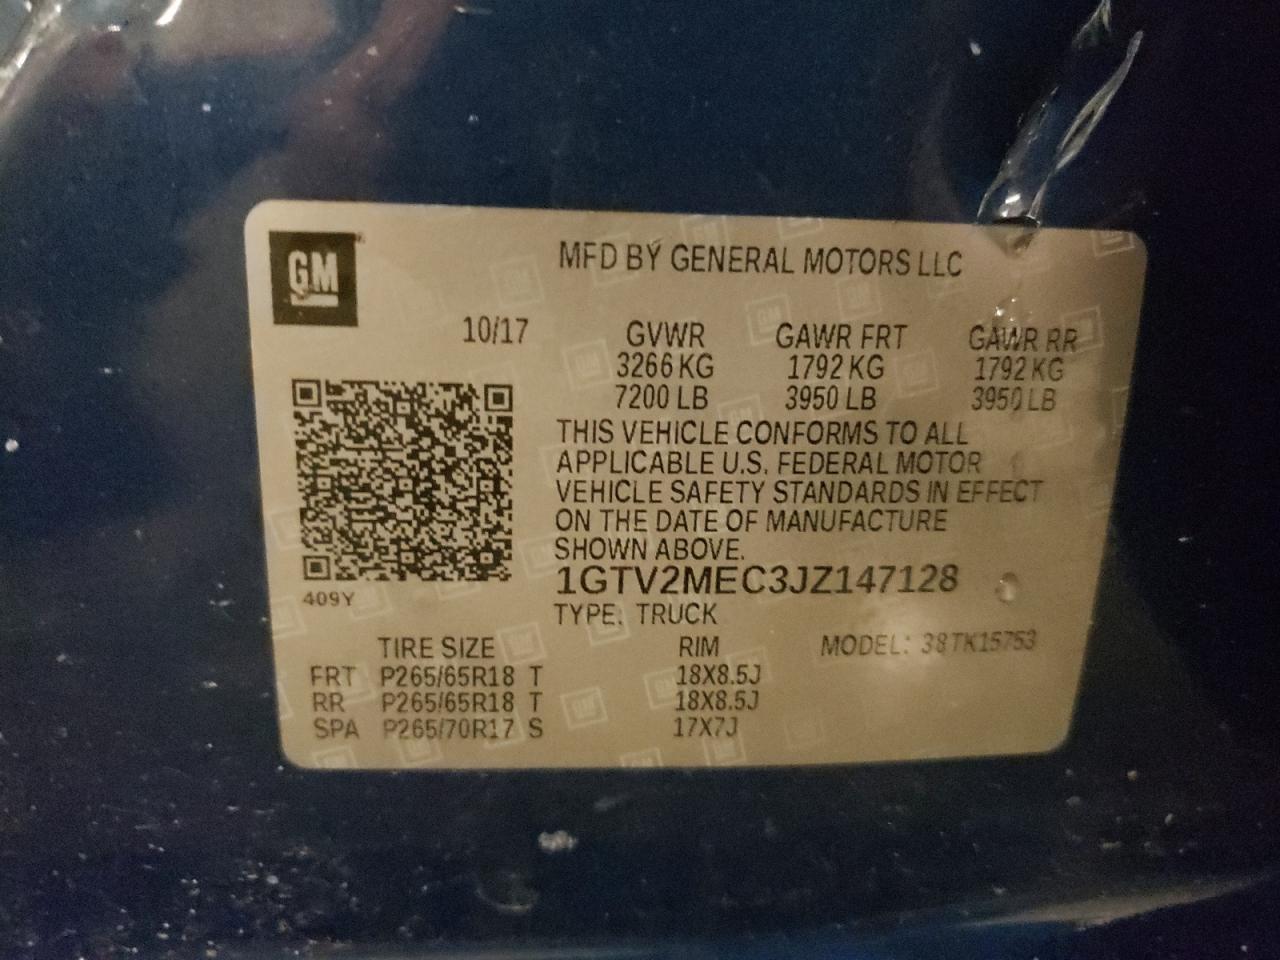 GM
MFD BY GENERAL MOTORS LLC
10/17
GVWR GAWR FRT GAWR RR
3266 KG 1792 KG 1792 KG
7200 LB 3950 LB 3950 LB
THIS VEHICLE CONFORMS TO ALL
APPLICABLE U.S. FEDERAL MOTOR
VEHICLE SAFETY STANDARDS IN EFFECT
ON THE DATE OF MANUFACTURE
SHOWN ABOVE.
1GTV2MEC3JZ147128
409Y
TYPE: TRUCK
TIRE SIZE RIM MODEL: 38TK15753
FRT P265/65R18 T 18X8.5J
RR P265/65R18 T 18X8.5J
SPA P265/70R17 S 17X7J